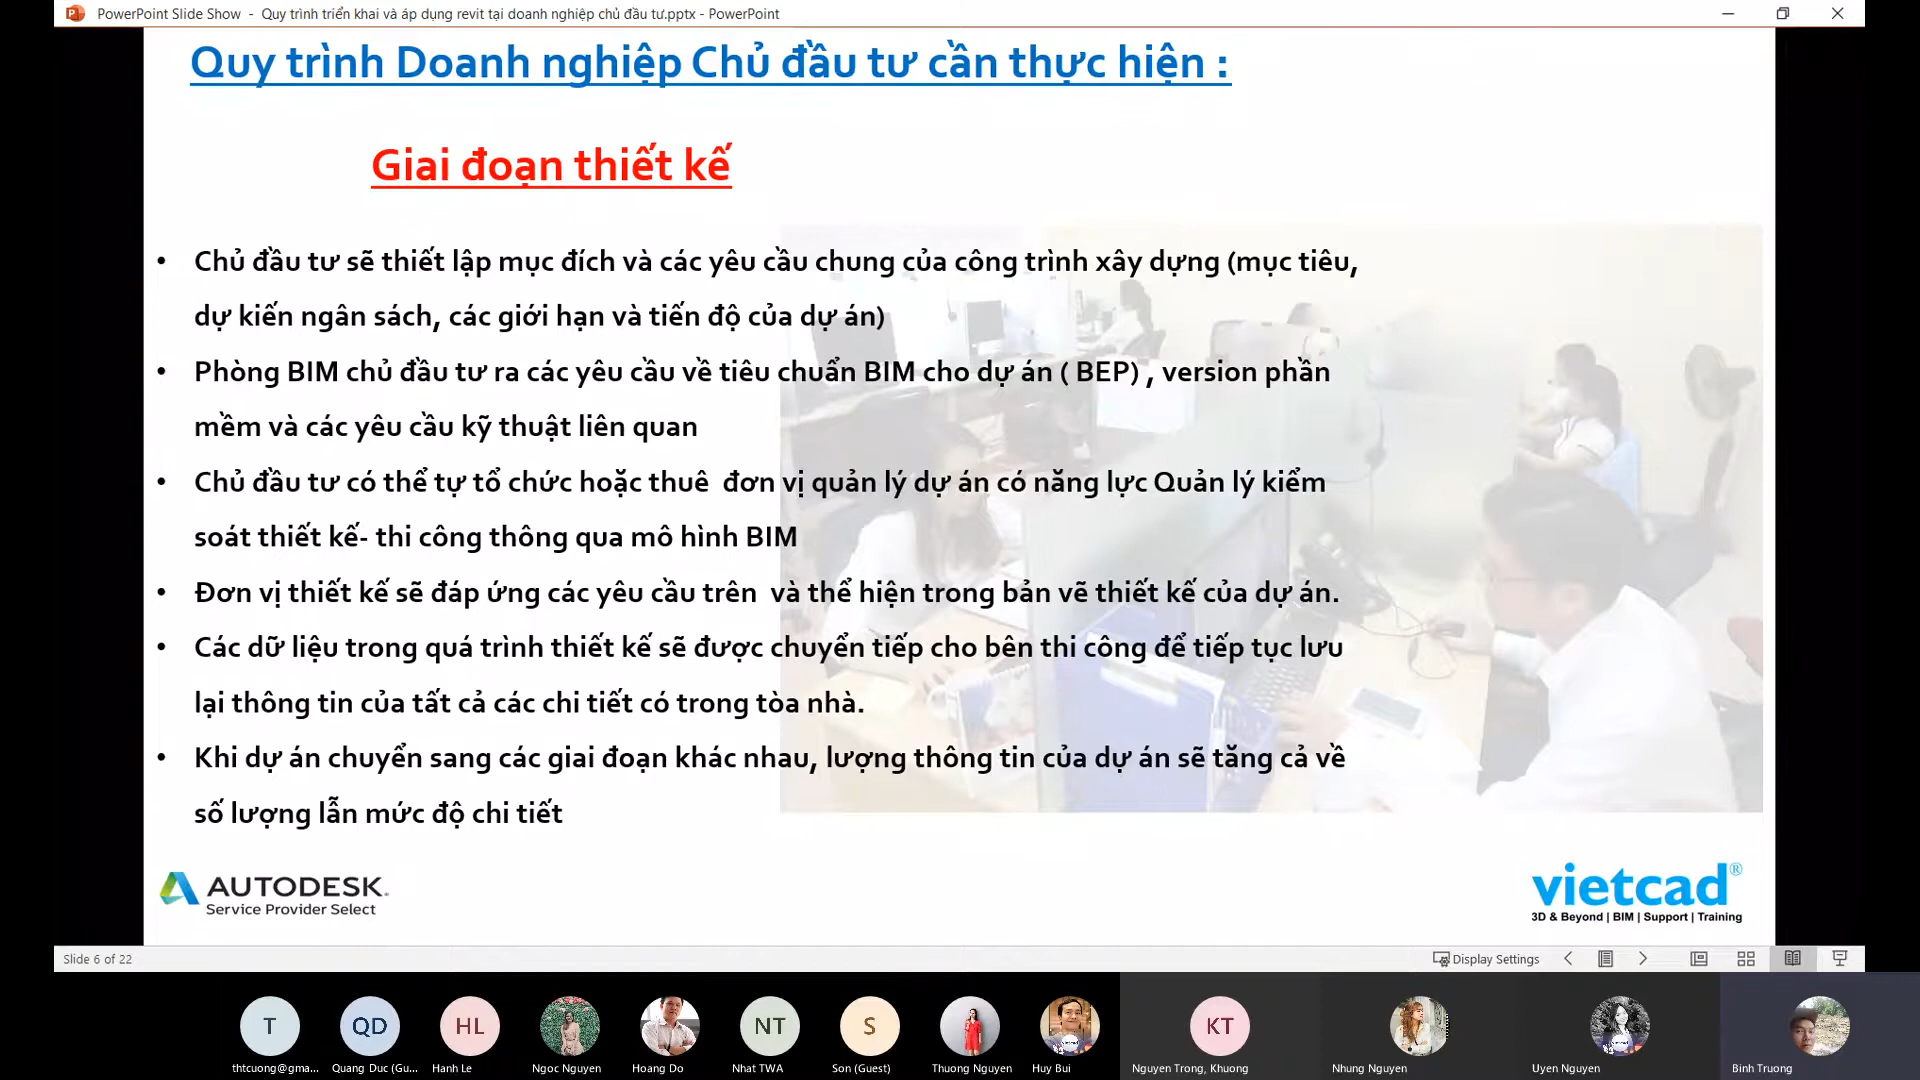 PowerPoint Slide Show - Quy trình triển khai và áp dụng revit tại doanh nghiệp chủ đầu tư.pptx - PowerPoint
Quy trình Doanh nghiệp Chủ đầu tư cần thực hiện :
Giai đoạn thiết kế
• Chủ đầu tư sẽ thiết lập mục đích và các yêu cầu chung của công trình xây dựng (mục tiêu,
dự kiến ngân sách, các giới hạn và tiến độ của dự án)
• Phòng BIM chủ đầu tư ra các yêu cầu về tiêu chuẩn BIM cho dự án ( BEP) , version phần
mềm và các yêu cầu kỹ thuật liên quan
• Chủ đầu tư có thể tự tổ chức hoặc thuê đơn vị quản lý dự án có năng lực Quản lý kiểm
soát thiết kế- thi công thông qua mô hình BIM
• Đơn vị thiết kế sẽ đáp ứng các yêu cầu trên và thể hiện trong bản vẽ thiết kế của dự án.
• Các dữ liệu trong quá trình thiết kế sẽ được chuyển tiếp cho bên thi công để tiếp tục lưu
lại thông tin của tất cả các chi tiết có trong tòa nhà.
• Khi dự án chuyển sang các giai đoạn khác nhau, lượng thông tin của dự án sẽ tăng cả về
số lượng lẫn mức độ chi tiết
AUTODESK.
Service Provider Select
vietcad®
3D & Beyond | BIM | Support | Training
Slide 6 of 22
Display Settings
T QD HL NT S KT
thtcuong@gma... Quang Duc (Gu... Hanh Le Ngoc Nguyen Hoang Do Nhat TWA Son (Guest) Thuong Nguyen Huy Bui Nguyen Trong, Khuong Nhung Nguyen Uyen Nguyen Binh Truong